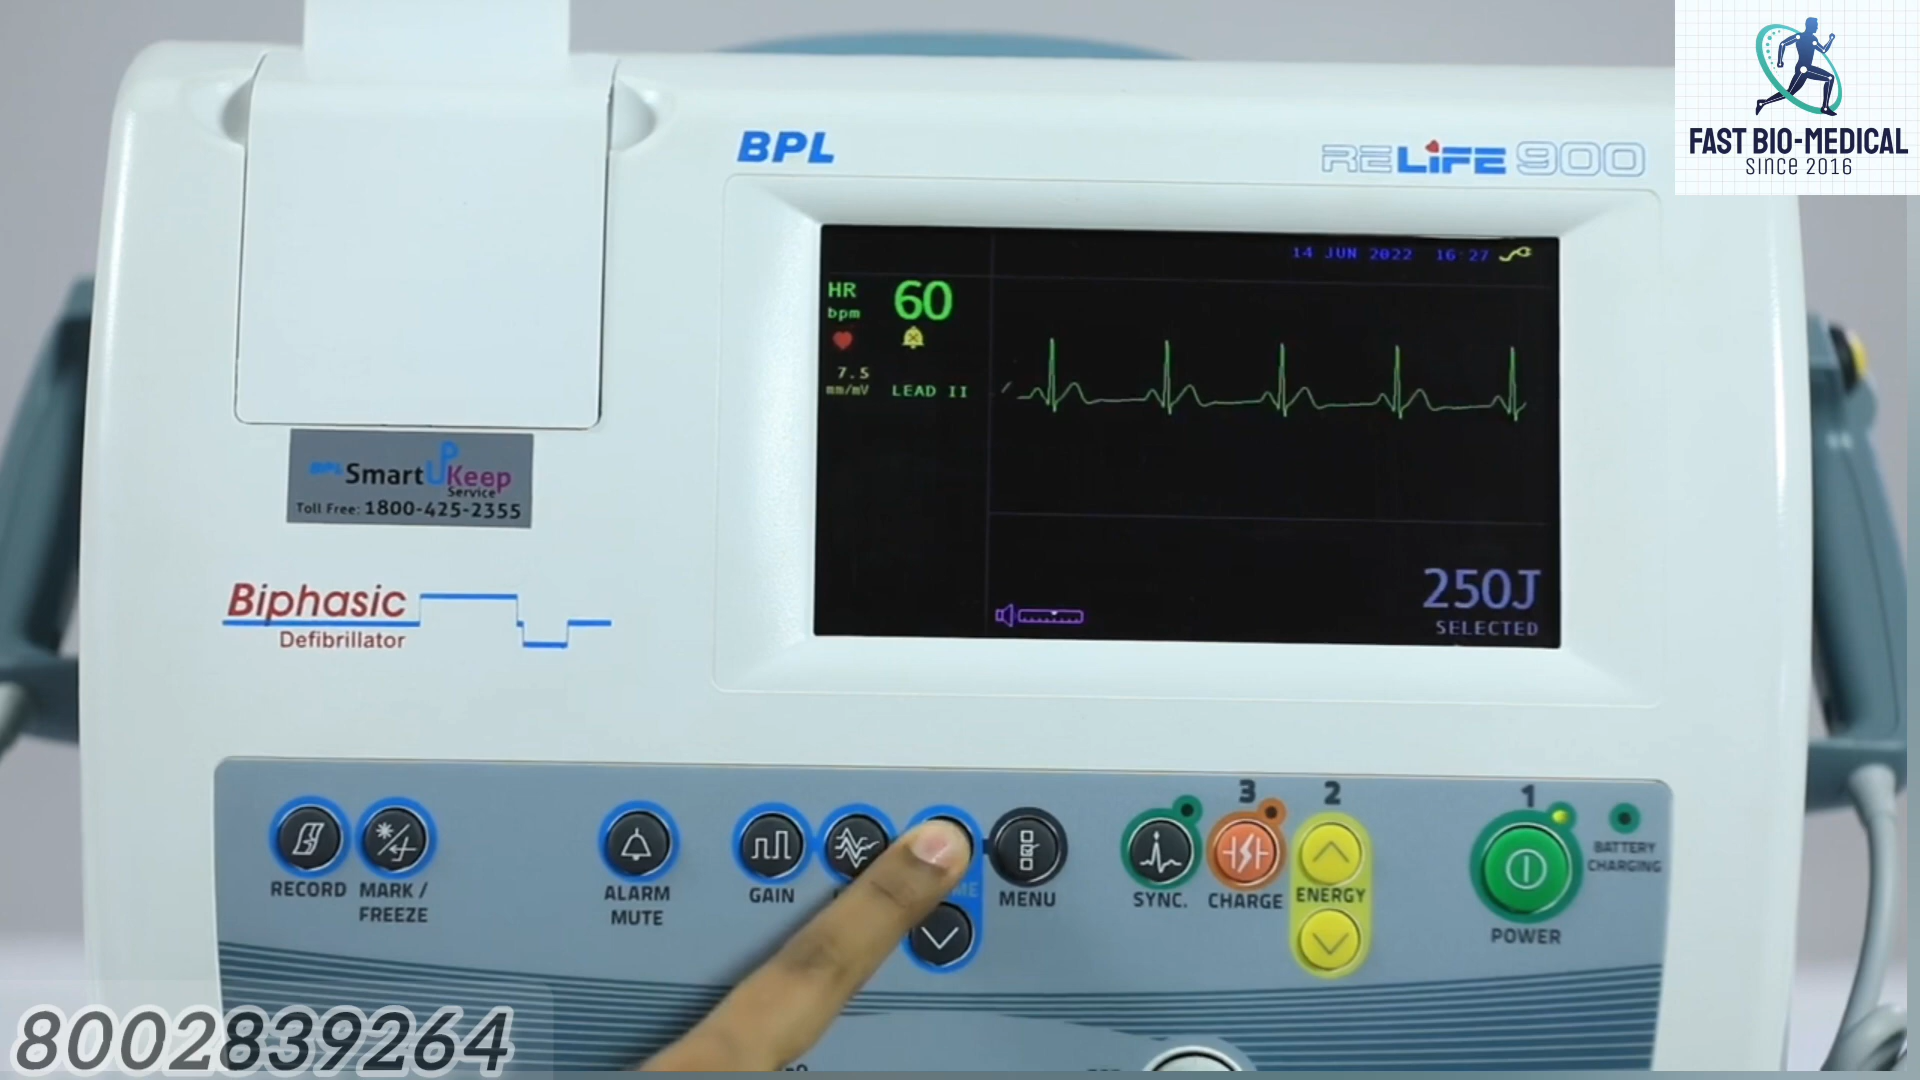 FAST BIO-MEDICAL
Since 2016
BPL
RELIFE 900
14 JUN 2022 16:27
HR
bpm
60
7.5
mm/mV
LEAD II
250J
SELECTED
BPL Smart UPKeep
Service
Toll Free: 1800-425-2355
Biphasic
Defibrillator
3
2
1
RECORD
MARK /
FREEZE
ALARM
MUTE
GAIN
MENU
SYNC.
CHARGE
ENERGY
POWER
BATTERY
CHARGING
8002839264